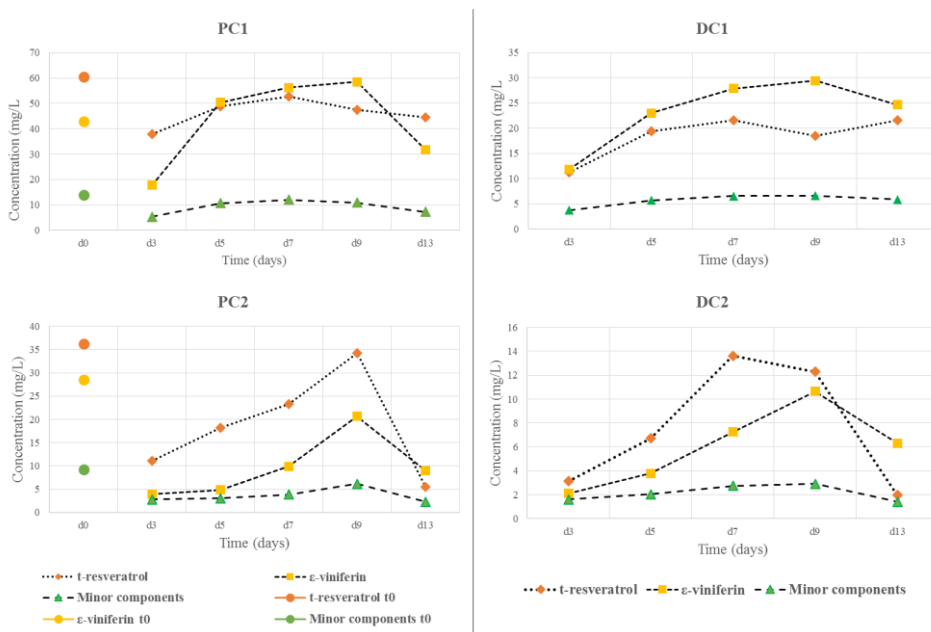 PC1
Concentration (mg/L)
70
60
50
40
30
20
10
0
d0 d3 d5 d7 d9 d13
Time (days)
DC1
Concentration (mg/L)
35
30
25
20
15
10
5
0
d3 d5 d7 d9 d13
Time (days)
PC2
Concentration (mg/L)
40
35
30
25
20
15
10
5
0
d0 d3 d5 d7 d9 d13
Time (days)
t-resveratrol ε-viniferin
Minor components t-resveratrol t0
ε-viniferin t0 Minor components t0
DC2
Concentration (mg/L)
16
14
12
10
8
6
4
2
0
d3 d5 d7 d9 d13
Time (days)
t-resveratrol ε-viniferin Minor components